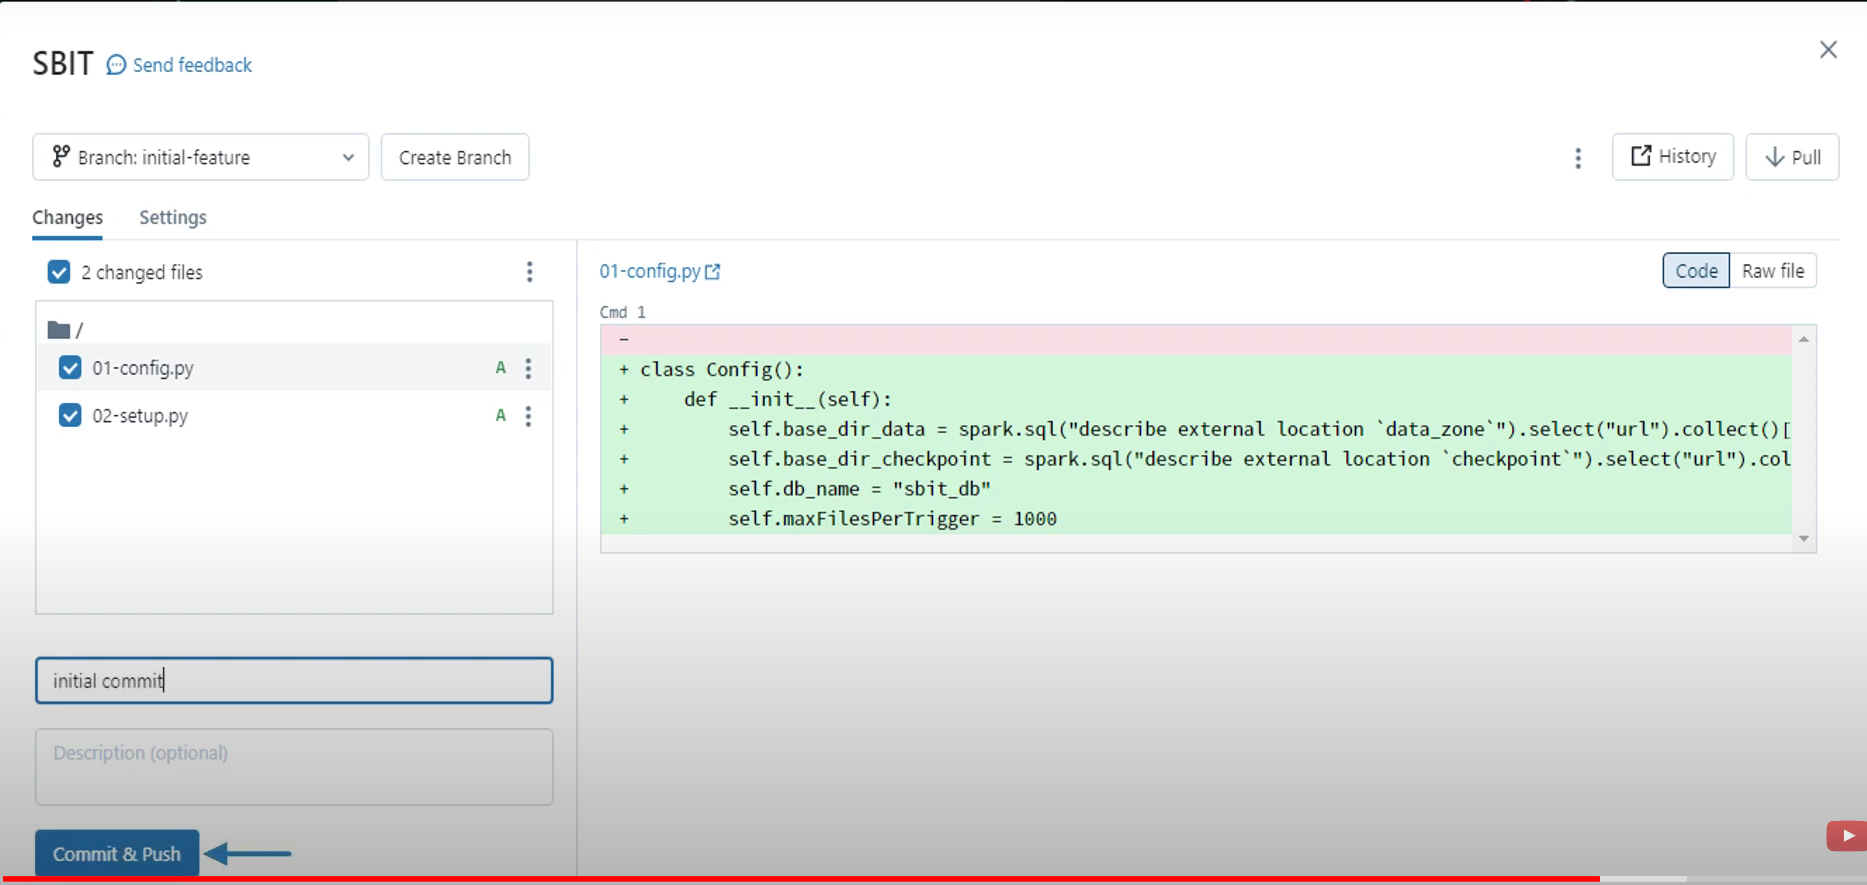 SBIT Send feedback
Branch: initial-feature Create Branch History Pull
Changes Settings
2 changed files
/
01-config.py A
02-setup.py A
initial commit
Description (optional)
Commit & Push
01-config.py Code Raw file
Cmd 1
-
+ class Config():
+     def __init__(self):
+         self.base_dir_data = spark.sql("describe external location `data_zone`").select("url").collect()[
+         self.base_dir_checkpoint = spark.sql("describe external location `checkpoint`").select("url").col
+         self.db_name = "sbit_db"
+         self.maxFilesPerTrigger = 1000